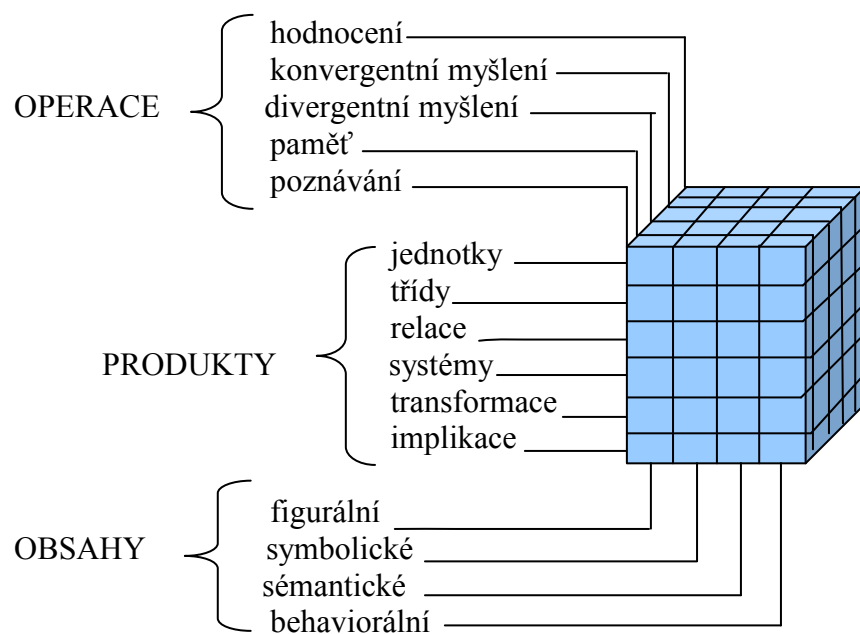 OPERACE
hodnocení
konvergentní myšlení
divergentní myšlení
paměť
poznávání
PRODUKTY
jednotky
třídy
relace
systémy
transformace
implikace
OBSAHY
figurální
symbolické
sémantické
behaviorální